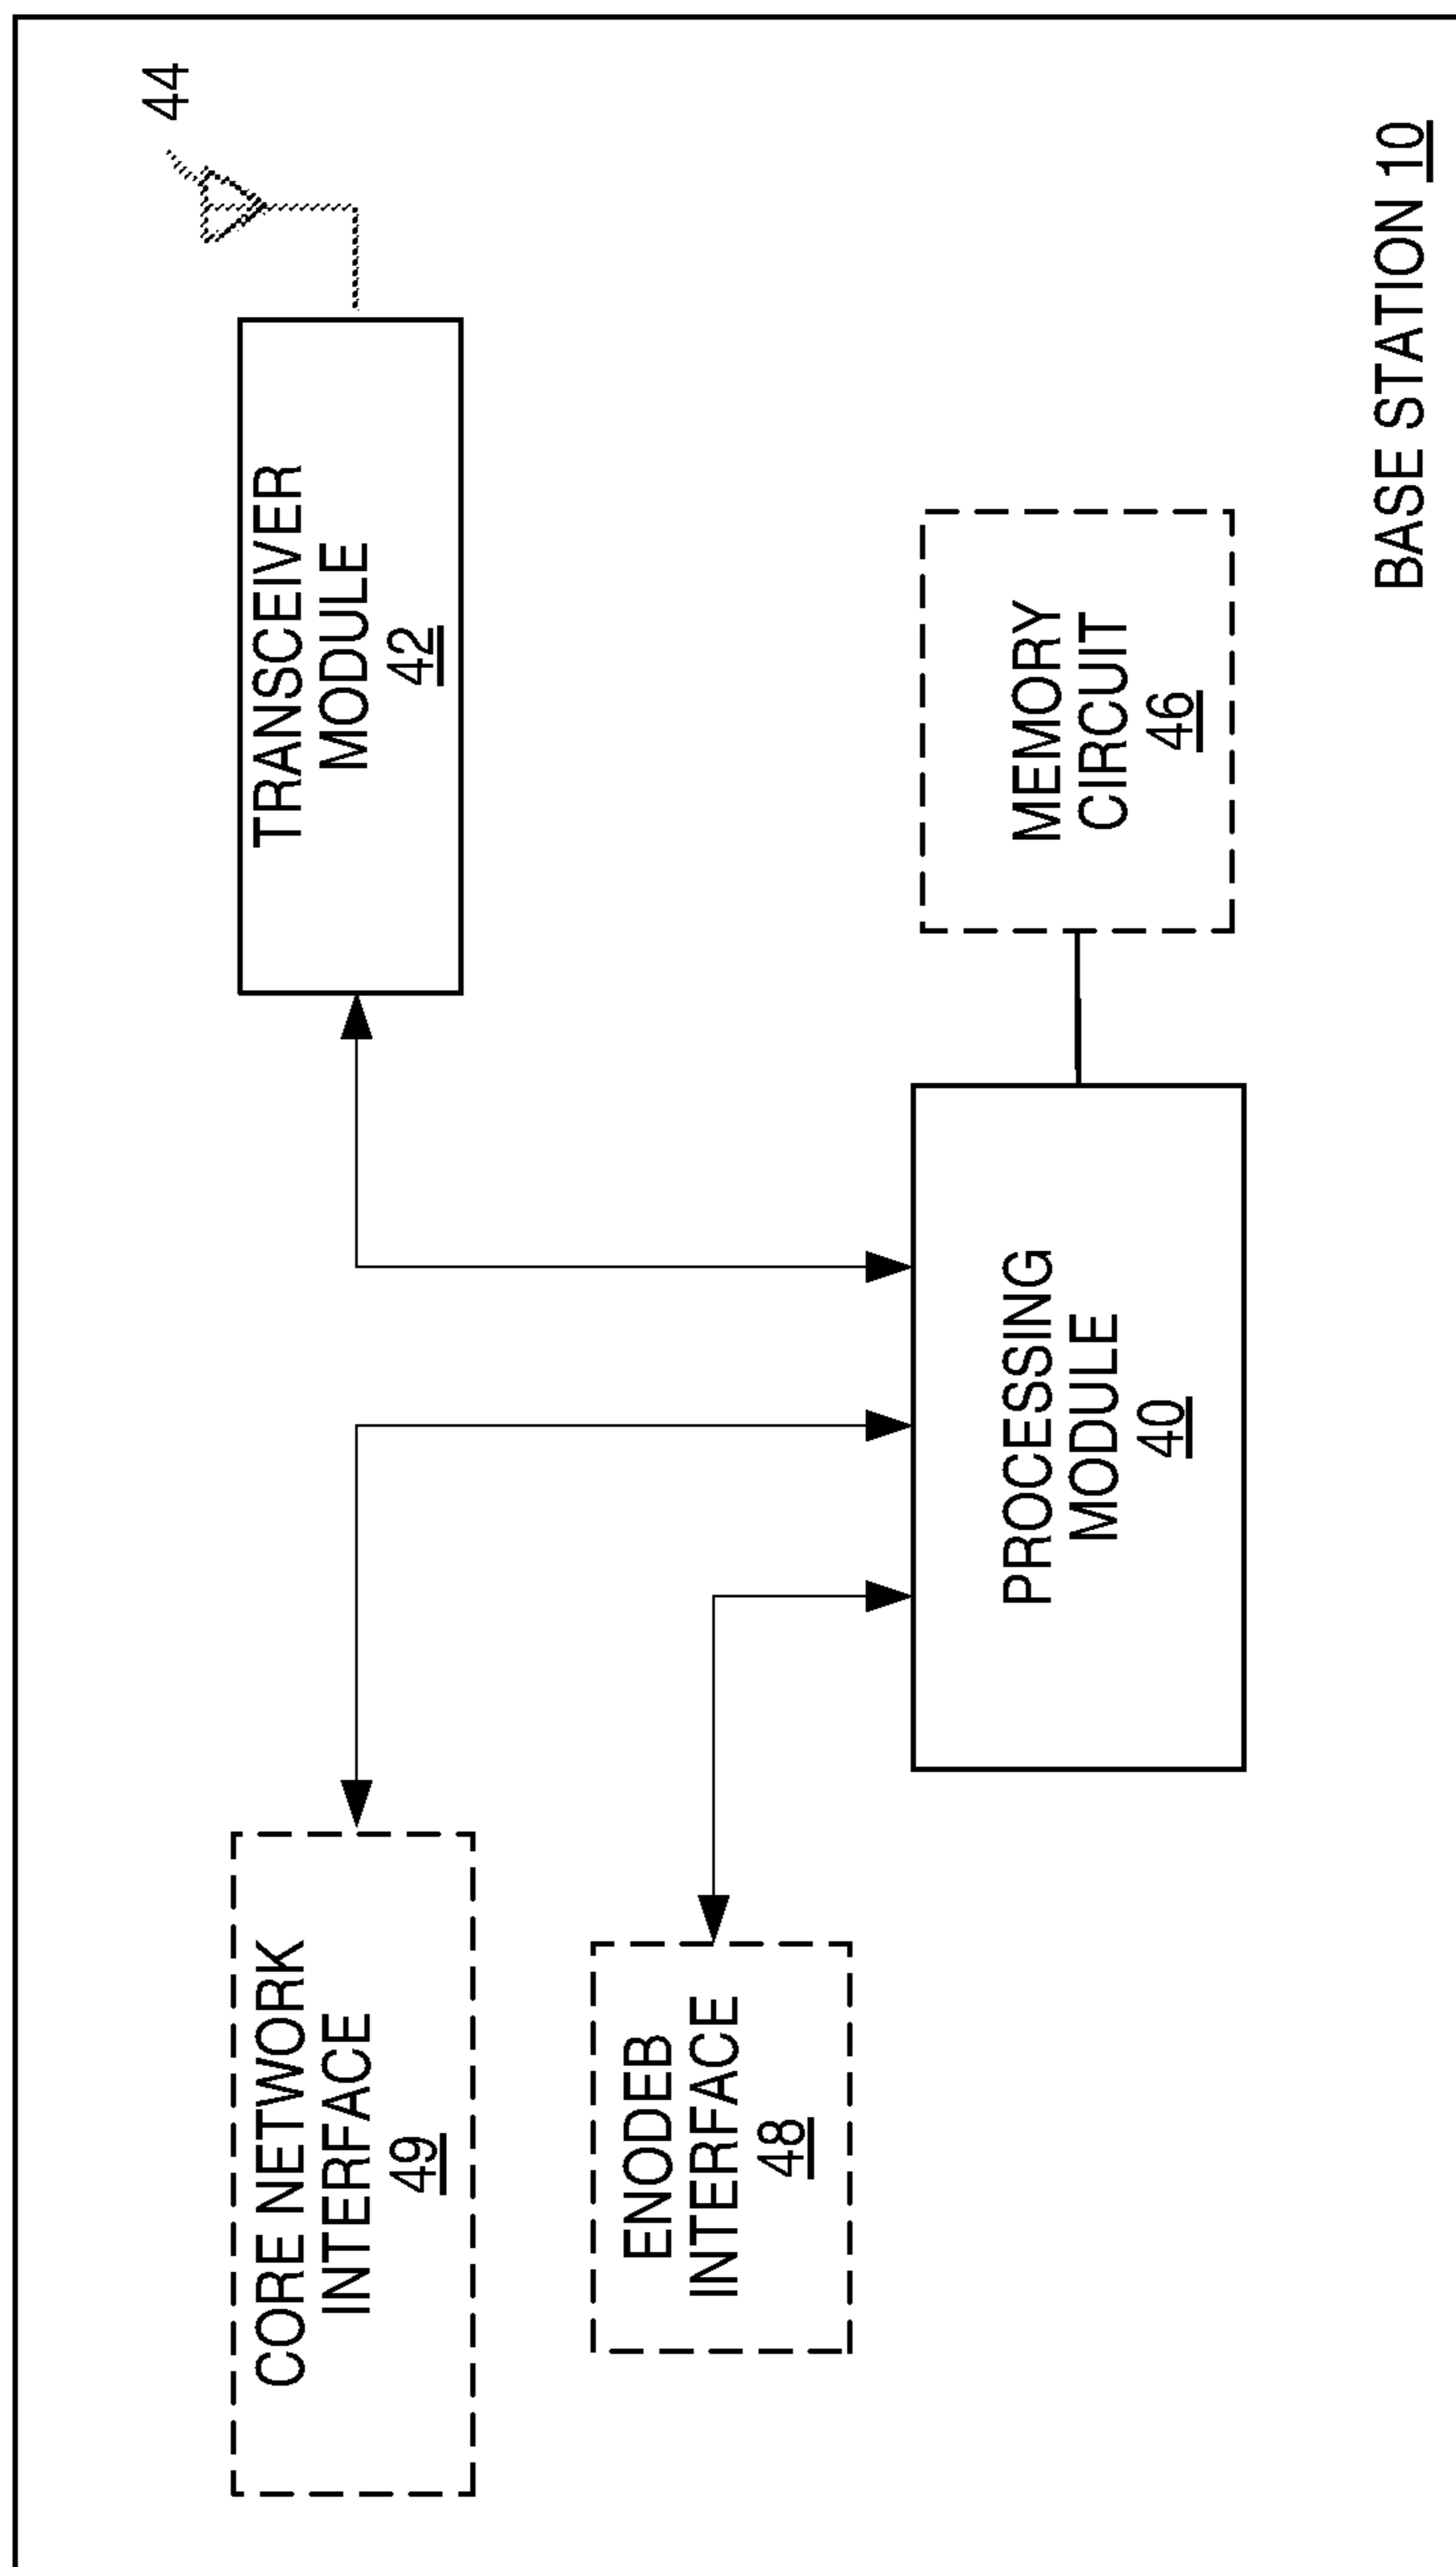 CORE NETWORK
INTERFACE
49
TRANSCEIVER
MODULE
42
44
ENODEB
INTERFACE
48
PROCESSING
MODULE
40
MEMORY
CIRCUIT
46
BASE STATION 10